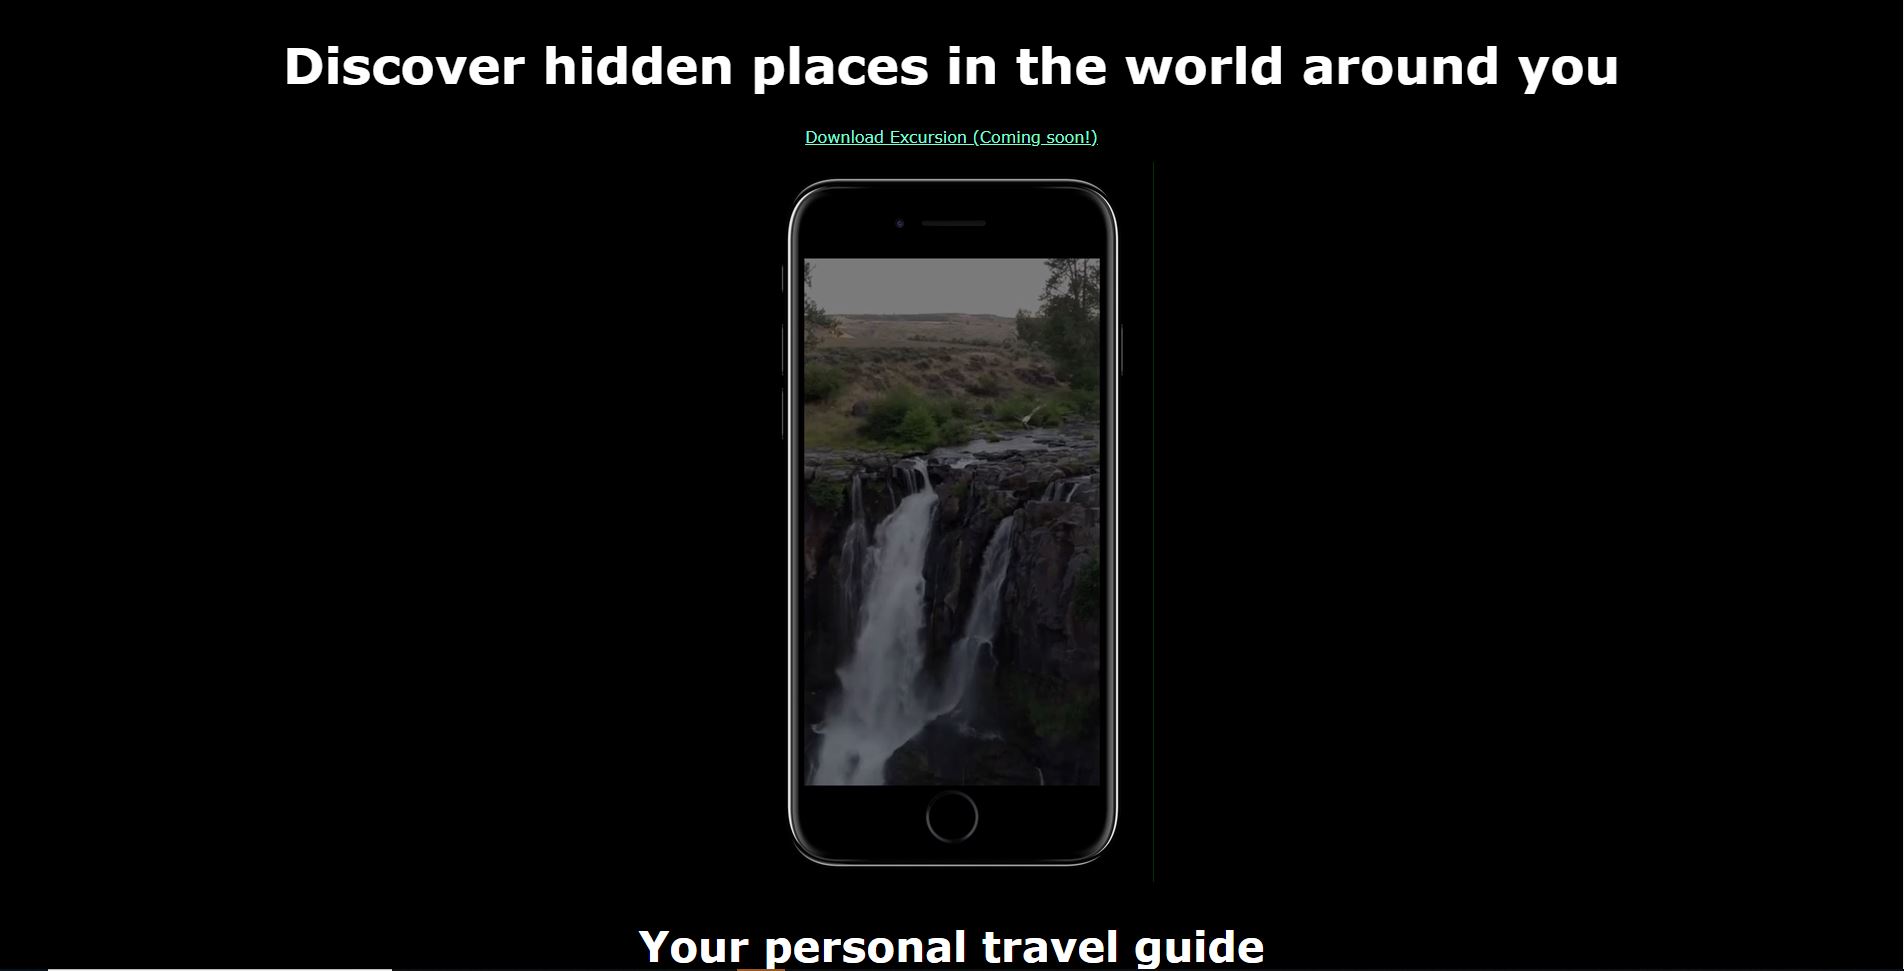 Discover hidden places in the world around you
Download Excursion (Coming soon!)
Your personal travel guide